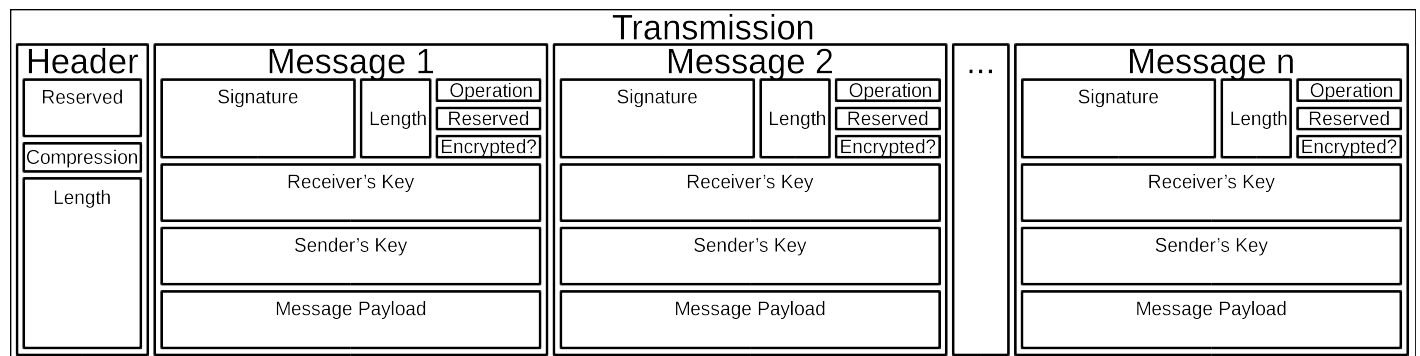 Transmission
Header
Reserved
Compression
Length
Message 1
Signature
Length
Operation
Reserved
Encrypted?
Receiver’s Key
Sender’s Key
Message Payload
Message 2
Signature
Length
Operation
Reserved
Encrypted?
Receiver’s Key
Sender’s Key
Message Payload
...
Message n
Signature
Length
Operation
Reserved
Encrypted?
Receiver’s Key
Sender’s Key
Message Payload